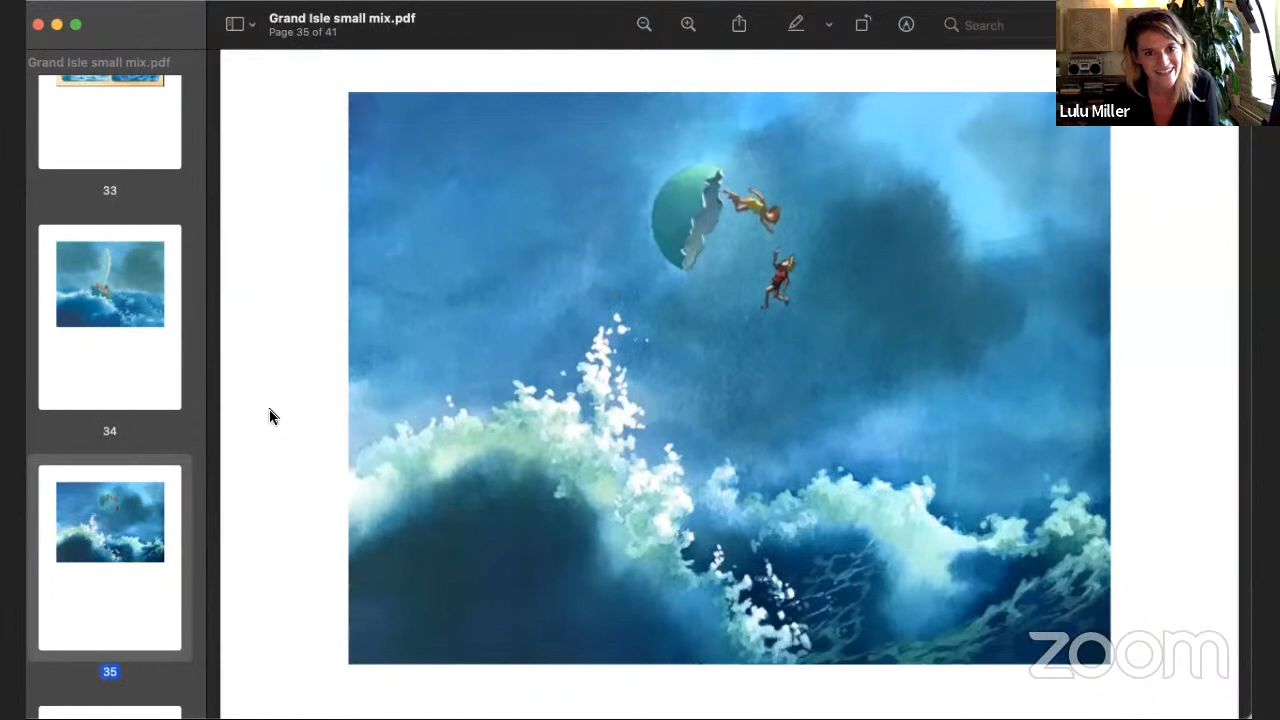 Grand Isle small mix.pdf
Page 35 of 41
Search
Lulu Miller
Grand Isle small mix.pdf
33
34
35
zoom